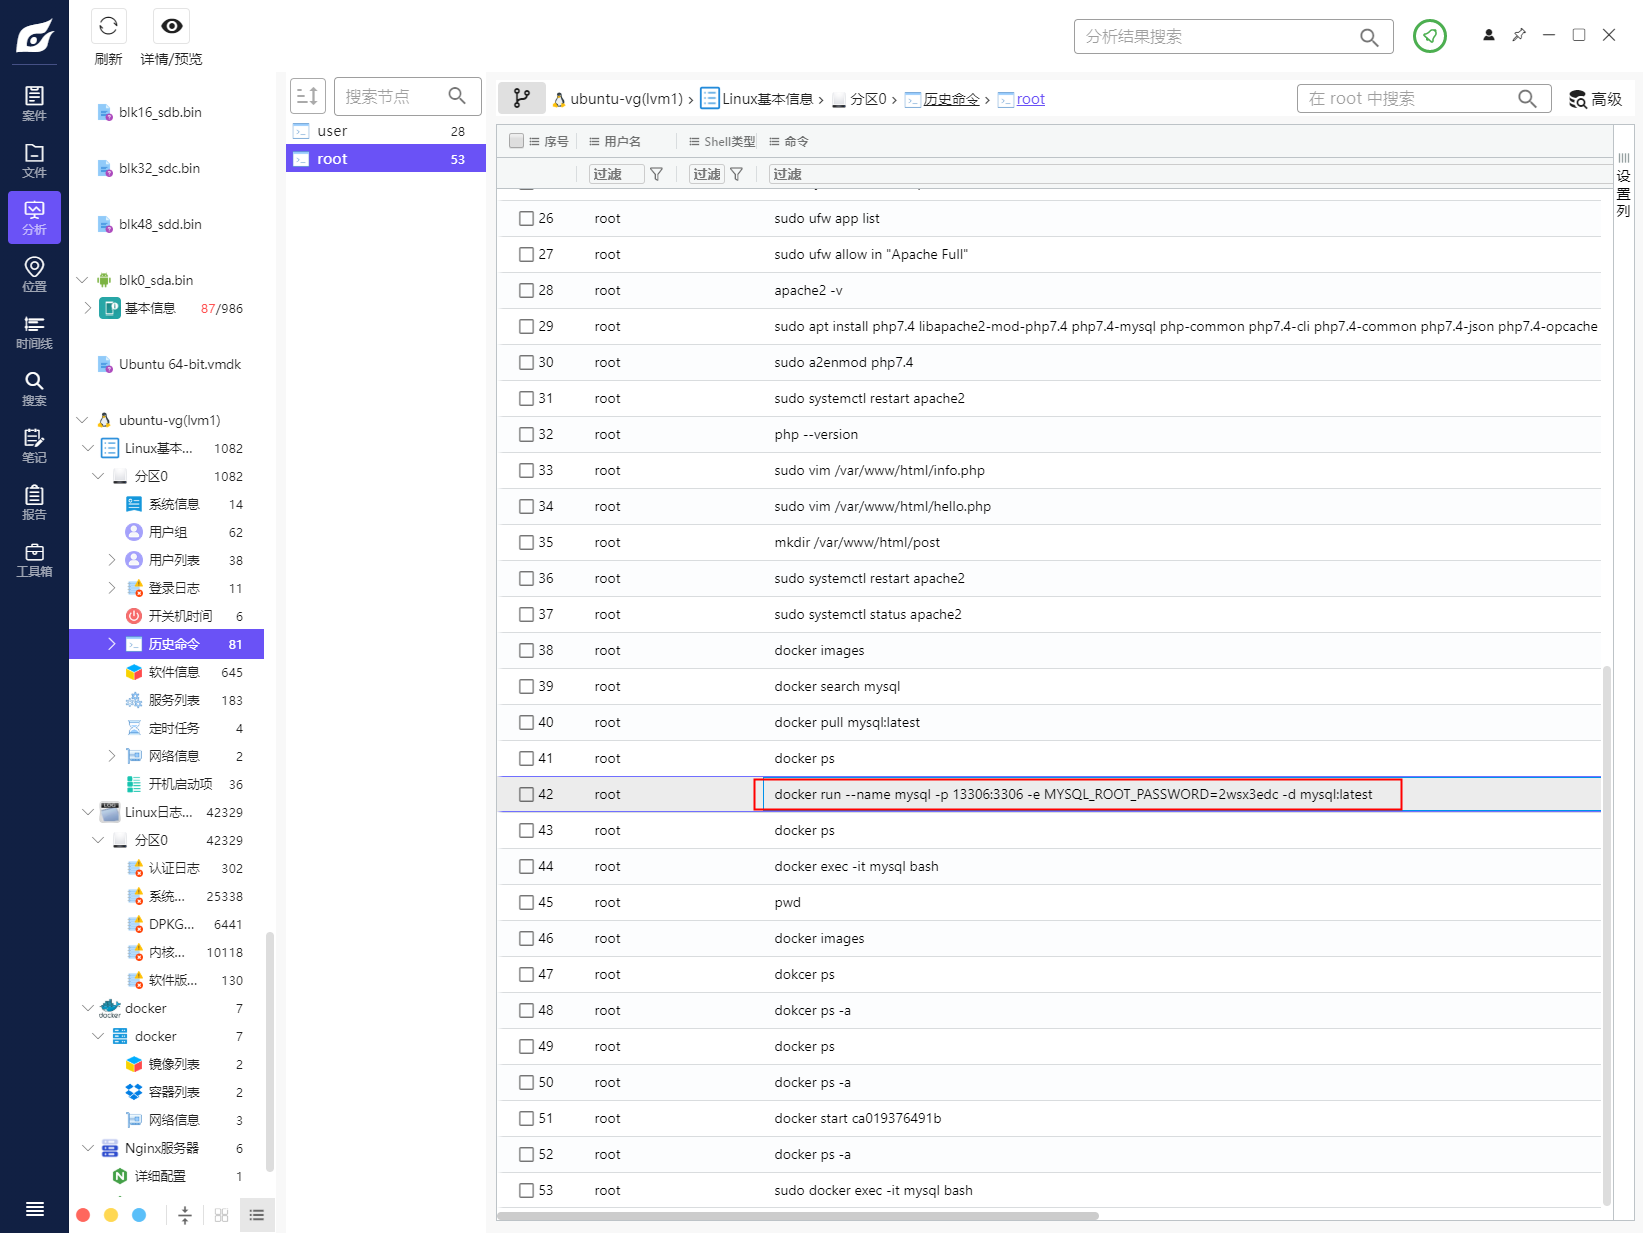 刷新
详情/预览
分析结果搜索
案件
文件
分析
位置
时间线
搜索
笔记
报告
工具箱
blk16_sdb.bin
blk32_sdc.bin
blk48_sdd.bin
blk0_sda.bin
基本信息 87/986
Ubuntu 64-bit.vmdk
ubuntu-vg(lvm1)
Linux基本... 1082
分区0 1082
系统信息 14
用户组 62
用户列表 38
登录日志 11
开关机时间 6
历史命令 81
软件信息 645
服务列表 183
定时任务 4
网络信息 2
开机启动项 36
Linux日志... 42329
分区0 42329
认证日志 302
系统... 25338
DPKG... 6441
内核... 10118
软件版... 130
docker 7
docker 7
镜像列表 2
容器列表 2
网络信息 3
Nginx服务器 6
详细配置 1
搜索节点
user 28
root 53
ubuntu-vg(lvm1) › Linux基本信息 › 分区0 › 历史命令 › root
在 root 中搜索
高级
序号 用户名 Shell类型 命令
过滤 过滤 过滤
设置列
26 root sudo ufw app list
27 root sudo ufw allow in "Apache Full"
28 root apache2 -v
29 root sudo apt install php7.4 libapache2-mod-php7.4 php7.4-mysql php-common php7.4-cli php7.4-common php7.4-json php7.4-opcache
30 root sudo a2enmod php7.4
31 root sudo systemctl restart apache2
32 root php --version
33 root sudo vim /var/www/html/info.php
34 root sudo vim /var/www/html/hello.php
35 root mkdir /var/www/html/post
36 root sudo systemctl restart apache2
37 root sudo systemctl status apache2
38 root docker images
39 root docker search mysql
40 root docker pull mysql:latest
41 root docker ps
42 root docker run --name mysql -p 13306:3306 -e MYSQL_ROOT_PASSWORD=2wsx3edc -d mysql:latest
43 root docker ps
44 root docker exec -it mysql bash
45 root pwd
46 root docker images
47 root dokcer ps
48 root dokcer ps -a
49 root docker ps
50 root docker ps -a
51 root docker start ca019376491b
52 root docker ps -a
53 root sudo docker exec -it mysql bash